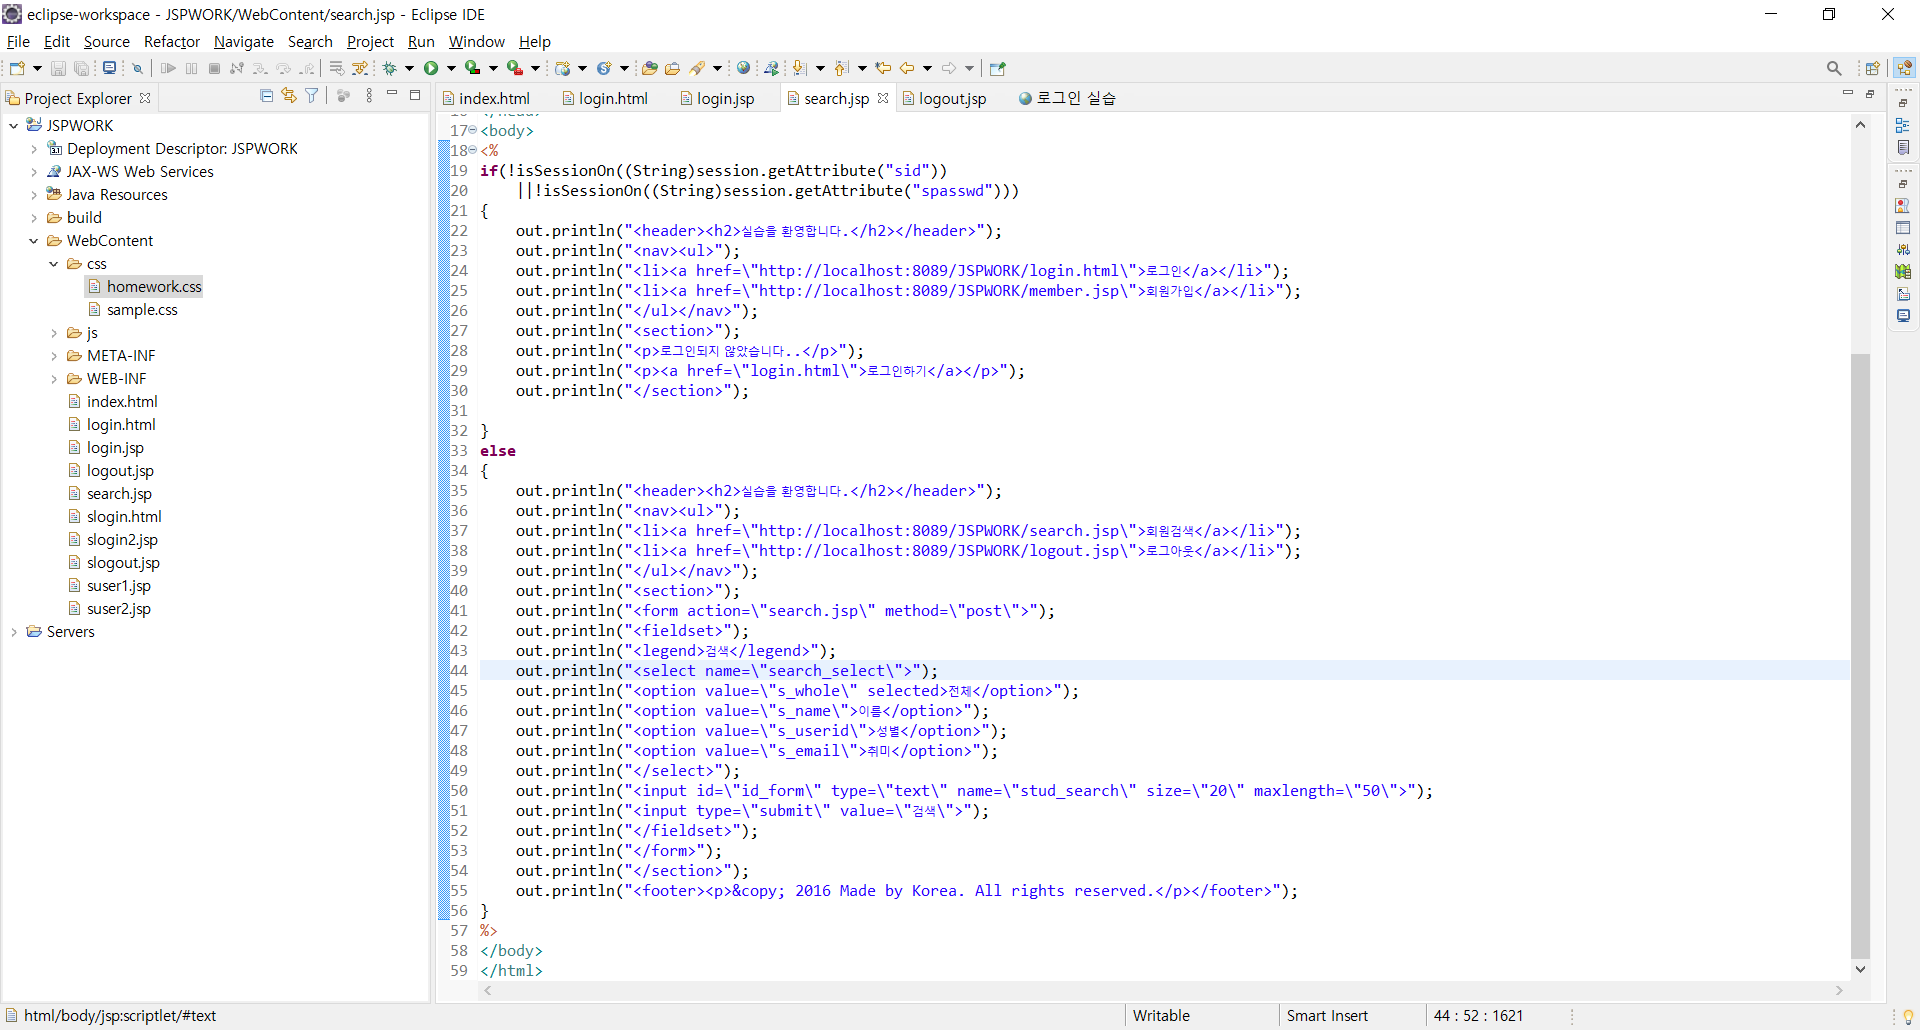 eclipse-workspace - JSPWORK/WebContent/search.jsp - Eclipse IDE
File Edit Source Refactor Navigate Search Project Run Window Help
Project Explorer
index.html login.html login.jsp search.jsp logout.jsp 로그인 실습
JSPWORK
Deployment Descriptor: JSPWORK
JAX-WS Web Services
Java Resources
build
WebContent
css
homework.css
sample.css
js
META-INF
WEB-INF
index.html
login.html
login.jsp
logout.jsp
search.jsp
slogin.html
slogin2.jsp
slogout.jsp
suser1.jsp
suser2.jsp
Servers
16 </head>
17 <body>
18 <%
19 if(!isSessionOn((String)session.getAttribute("sid"))
20     ||!isSessionOn((String)session.getAttribute("spasswd")))
21 {
22     out.println("<header><h2>실습을 환영합니다.</h2></header>");
23     out.println("<nav><ul>");
24     out.println("<li><a href=\"http://localhost:8089/JSPWORK/login.html\">로그인</a></li>");
25     out.println("<li><a href=\"http://localhost:8089/JSPWORK/member.jsp\">회원가입</a></li>");
26     out.println("</ul></nav>");
27     out.println("<section>");
28     out.println("<p>로그인되지 않았습니다..</p>");
29     out.println("<p><a href=\"login.html\">로그인하기</a></p>");
30     out.println("</section>");
31
32 }
33 else
34 {
35     out.println("<header><h2>실습을 환영합니다.</h2></header>");
36     out.println("<nav><ul>");
37     out.println("<li><a href=\"http://localhost:8089/JSPWORK/search.jsp\">회원검색</a></li>");
38     out.println("<li><a href=\"http://localhost:8089/JSPWORK/logout.jsp\">로그아웃</a></li>");
39     out.println("</ul></nav>");
40     out.println("<section>");
41     out.println("<form action=\"search.jsp\" method=\"post\">");
42     out.println("<fieldset>");
43     out.println("<legend>검색</legend>");
44     out.println("<select name=\"search_select\">");
45     out.println("<option value=\"s_whole\" selected>전체</option>");
46     out.println("<option value=\"s_name\">이름</option>");
47     out.println("<option value=\"s_userid\">성별</option>");
48     out.println("<option value=\"s_email\">취미</option>");
49     out.println("</select>");
50     out.println("<input id=\"id_form\" type=\"text\" name=\"stud_search\" size=\"20\" maxlength=\"50\">");
51     out.println("<input type=\"submit\" value=\"검색\">");
52     out.println("</fieldset>");
53     out.println("</form>");
54     out.println("</section>");
55     out.println("<footer><p>&copy; 2016 Made by Korea. All rights reserved.</p></footer>");
56 }
57 %>
58 </body>
59 </html>
html/body/jsp:scriptlet/#text Writable Smart Insert 44 : 52 : 1621